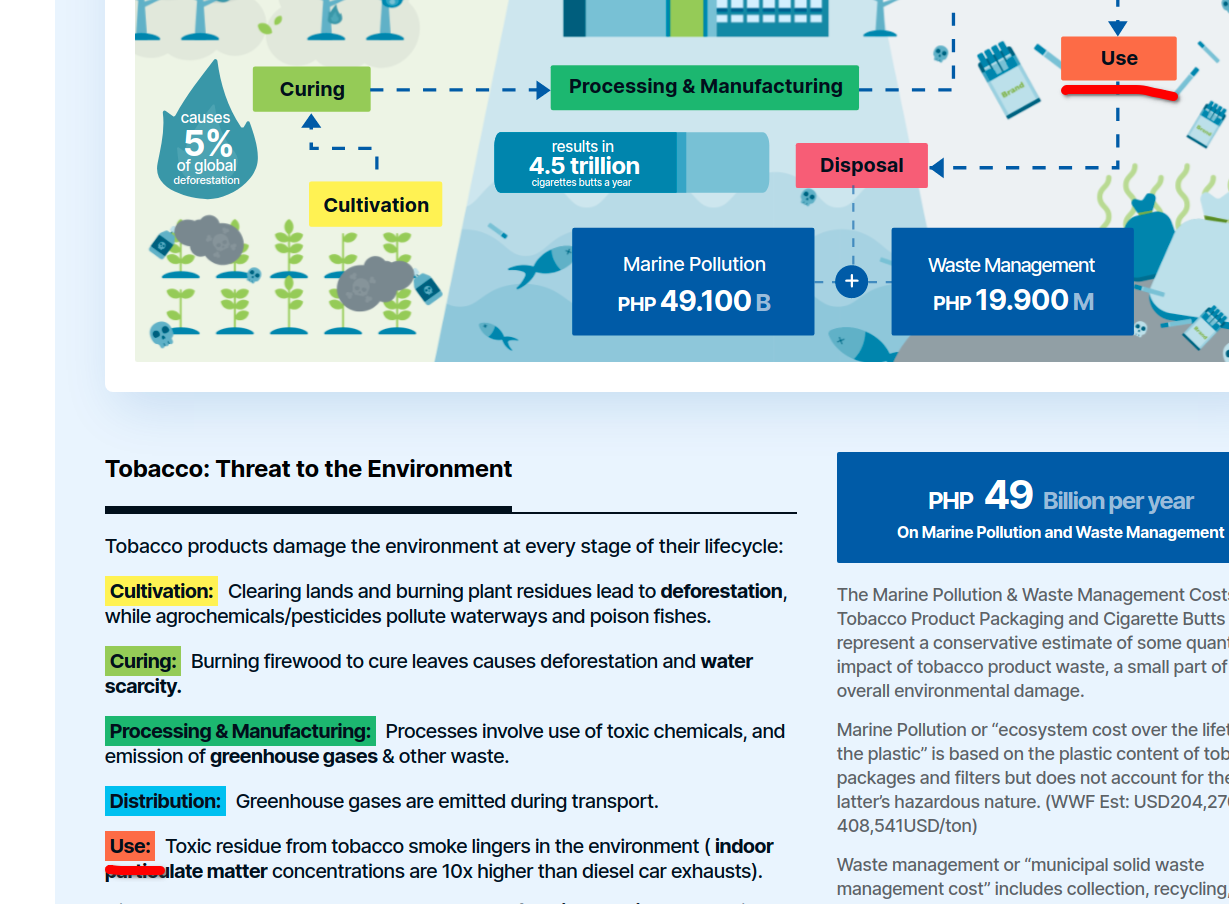 Use
Brand
Curing
Processing & Manufacturing
causes
5%
of global
deforestation
results in
4.5 trillion
cigarettes butts a year
Disposal
Cultivation
Marine Pollution
PHP 49.100 B
+
Waste Management
PHP 19.900 M
Brand
Tobacco: Threat to the Environment
Tobacco products damage the environment at every stage of their lifecycle:
Cultivation: Clearing lands and burning plant residues lead to deforestation,
while agrochemicals/pesticides pollute waterways and poison fishes.
Curing: Burning firewood to cure leaves causes deforestation and water
scarcity.
Processing & Manufacturing: Processes involve use of toxic chemicals, and
emission of greenhouse gases & other waste.
Distribution: Greenhouse gases are emitted during transport.
Use: Toxic residue from tobacco smoke lingers in the environment ( indoor
particulate matter concentrations are 10x higher than diesel car exhausts).
PHP 49 Billion per year
On Marine Pollution and Waste Management
The Marine Pollution & Waste Management Costs
Tobacco Product Packaging and Cigarette Butts
represent a conservative estimate of some quant
impact of tobacco product waste, a small part of
overall environmental damage.
Marine Pollution or “ecosystem cost over the lifet
the plastic” is based on the plastic content of tob
packages and filters but does not account for the
latter’s hazardous nature. (WWF Est: USD204,27
408,541USD/ton)
Waste management or “municipal solid waste
management cost” includes collection, recycling,